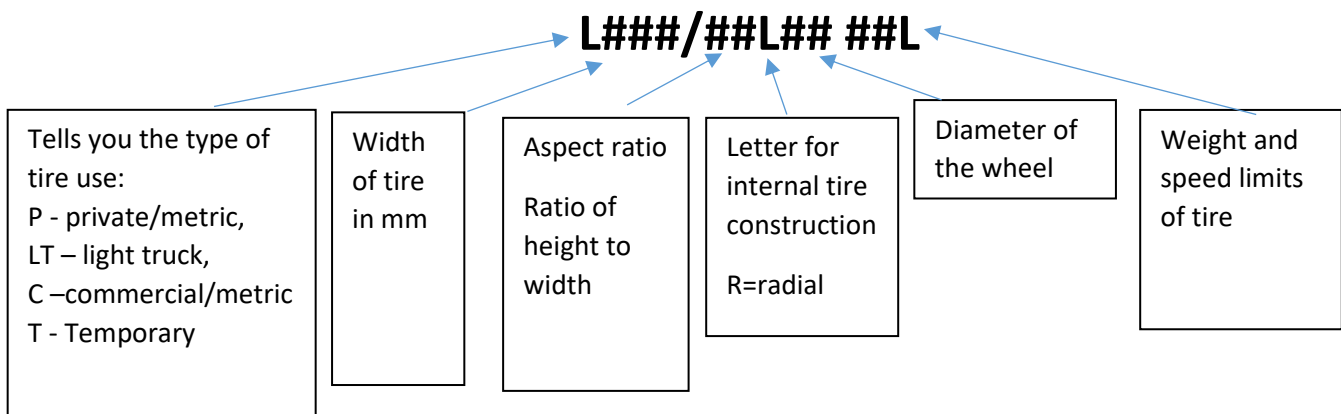 L###/##L## ##L
Tells you the type of
tire use:
P - private/metric,
LT – light truck,
C –commercial/metric
T - Temporary
Width
of tire
in mm
Aspect ratio
Ratio of
height to
width
Letter for
internal tire
construction
R=radial
Diameter of
the wheel
Weight and
speed limits
of tire